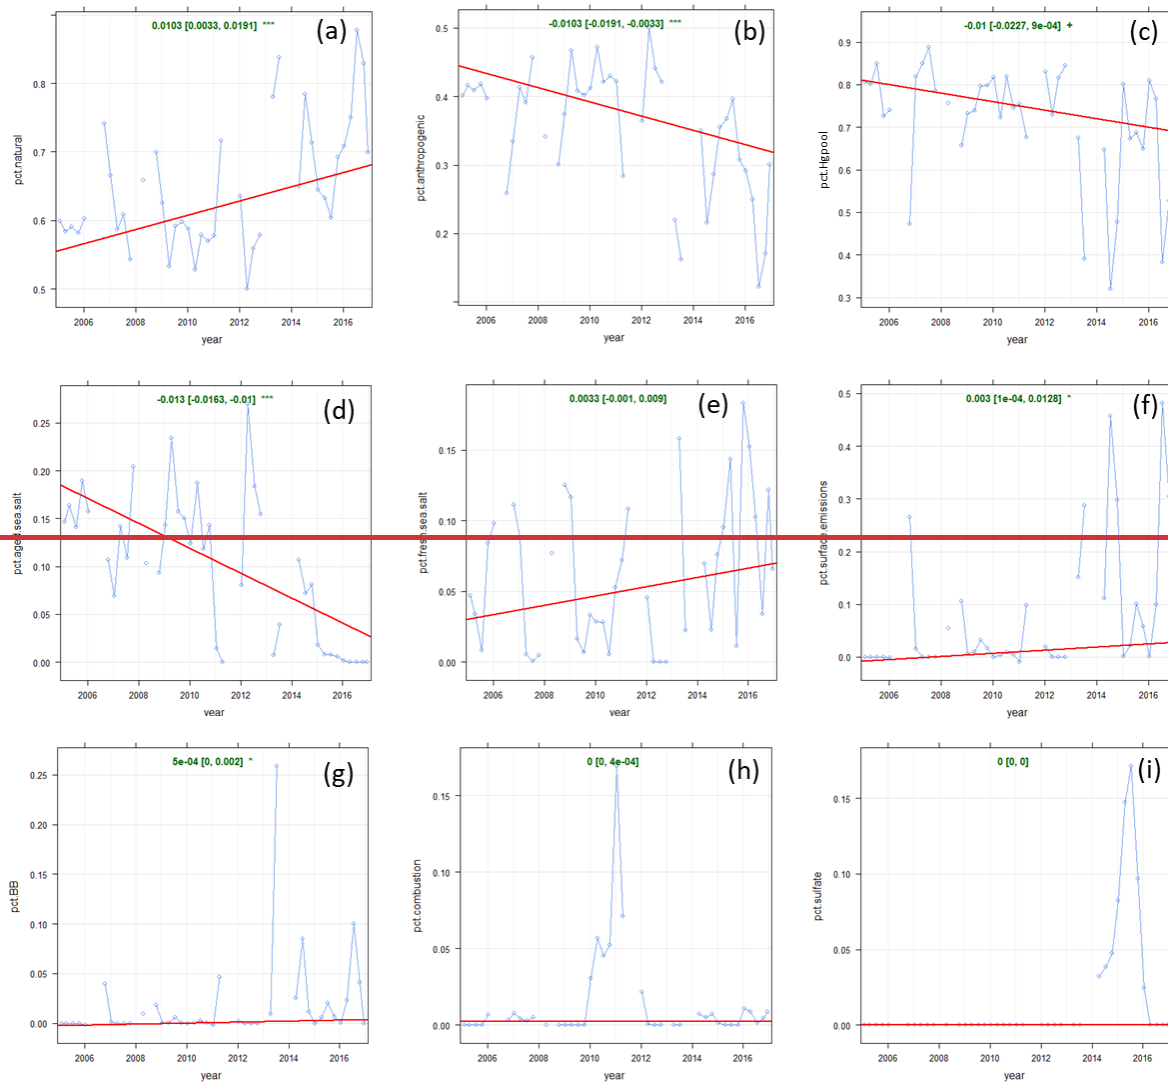 0.0103 [0.0033, 0.0191] ***
(a)
pct.natural
0.8
0.7
0.6
0.5
2006 2008 2010 2012 2014 2016
year
-0.0103 [-0.0191, -0.0033] ***
(b)
pct.anthropogenic
0.5
0.4
0.3
0.2
2006 2008 2010 2012 2014 2016
year
-0.01 [-0.0227, 9e-04] +
(c)
pct.Hgpool
0.9
0.8
0.7
0.6
0.5
0.4
0.3
2006 2008 2010 2012 2014 2016
year
-0.013 [-0.0163, -0.01] ***
(d)
pct.aged.sea.salt
0.25
0.20
0.15
0.10
0.05
0.00
2006 2008 2010 2012 2014 2016
year
0.0033 [-0.001, 0.009]
(e)
pct.fresh.sea.salt
0.15
0.10
0.05
0.00
2006 2008 2010 2012 2014 2016
year
0.003 [1e-04, 0.0128] *
(f)
pct.surface.emissions
0.5
0.4
0.3
0.2
0.1
0.0
2006 2008 2010 2012 2014 2016
year
5e-04 [0, 0.002] *
(g)
pct.BB
0.25
0.20
0.15
0.10
0.05
0.00
2006 2008 2010 2012 2014 2016
year
0 [0, 4e-04]
(h)
pct.combustion
0.15
0.10
0.05
0.00
2006 2008 2010 2012 2014 2016
year
0 [0, 0]
(i)
pct.sulfate
0.15
0.10
0.05
0.00
2006 2008 2010 2012 2014 2016
year